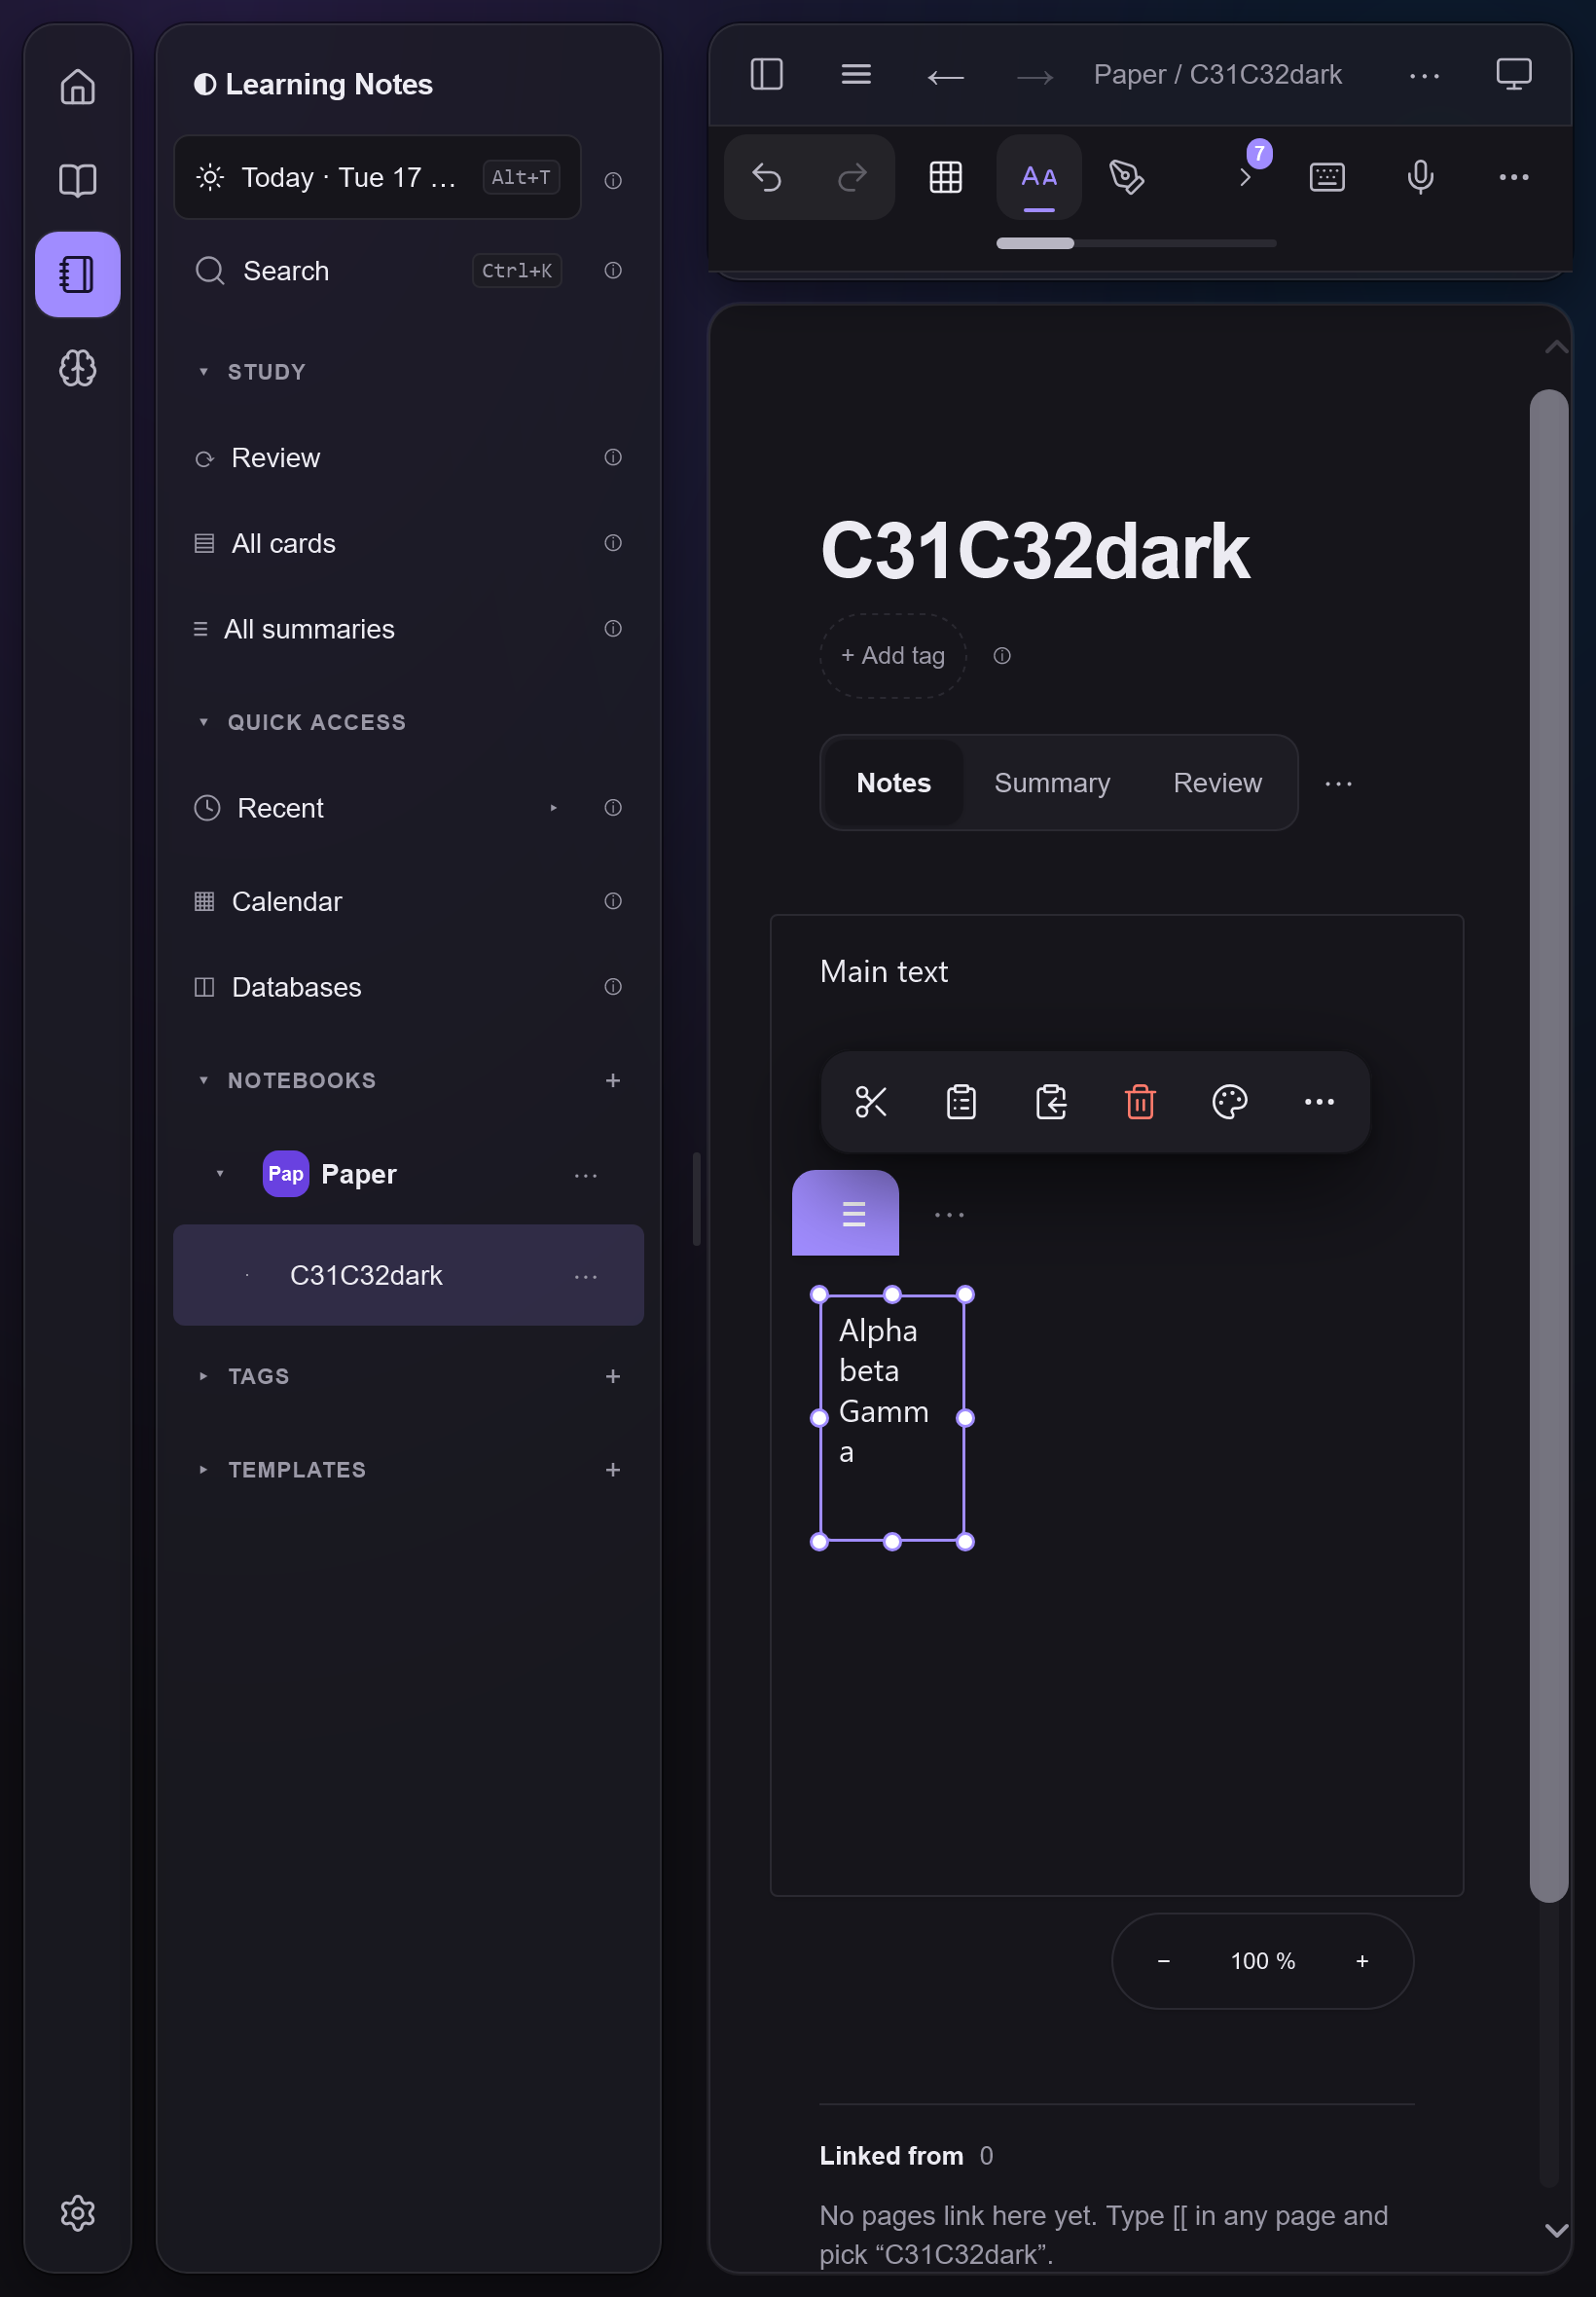 Learning Notes
Today · Tue 17 … Alt+T
Search Ctrl+K
STUDY
Review
All cards
All summaries
QUICK ACCESS
Recent
Calendar
Databases
NOTEBOOKS +
Pap Paper ...
C31C32dark ...
TAGS +
TEMPLATES +
Paper / C31C32dark ...
Aa
7
C31C32dark
+ Add tag
Notes Summary Review ...
Main text
Alpha
beta
Gamm
a
− 100 % +
Linked from 0
No pages link here yet. Type [[ in any page and
pick “C31C32dark”.